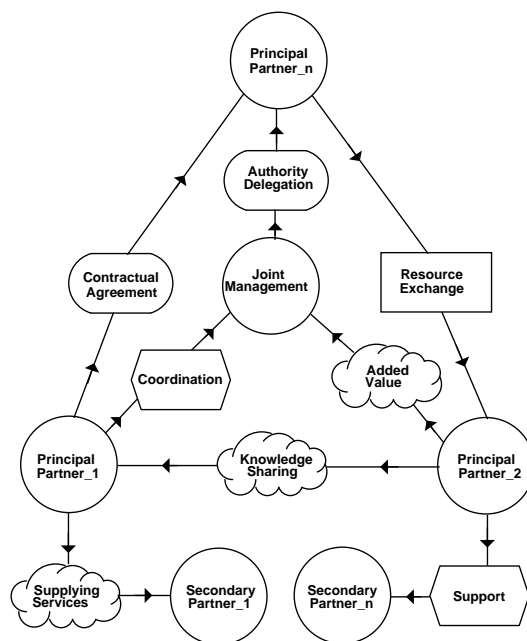 Principal
Partner_n
Authority
Delegation
Contractual
Agreement
Joint
Management
Resource
Exchange
Coordination
Added
Value
Principal
Partner_1
Knowledge
Sharing
Principal
Partner_2
Supplying
Services
Secondary
Partner_1
Secondary
Partner_n
Support